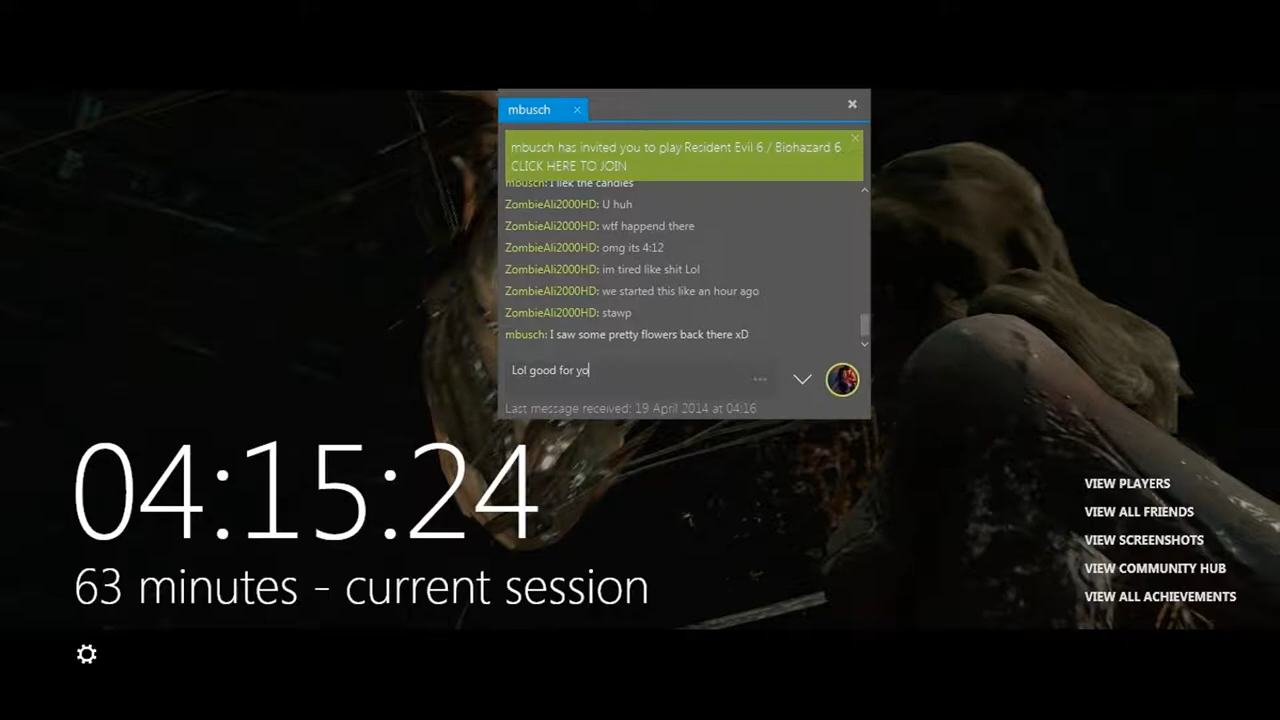 mbusch
mbusch has invited you to play Resident Evil 6 / Biohazard 6
CLICK HERE TO JOIN
mbusch: I liek the candies
ZombieAli2000HD: U huh
ZombieAli2000HD: wtf happend there
ZombieAli2000HD: omg its 4:12
ZombieAli2000HD: im tired like shit Lol
ZombieAli2000HD: we started this like an hour ago
ZombieAli2000HD: stawp
mbusch: I saw some pretty flowers back there xD
Lol good for yo
Last message received: 19 April 2014 at 04:16
04:15:24
63 minutes - current session
VIEW PLAYERS
VIEW ALL FRIENDS
VIEW SCREENSHOTS
VIEW COMMUNITY HUB
VIEW ALL ACHIEVEMENTS